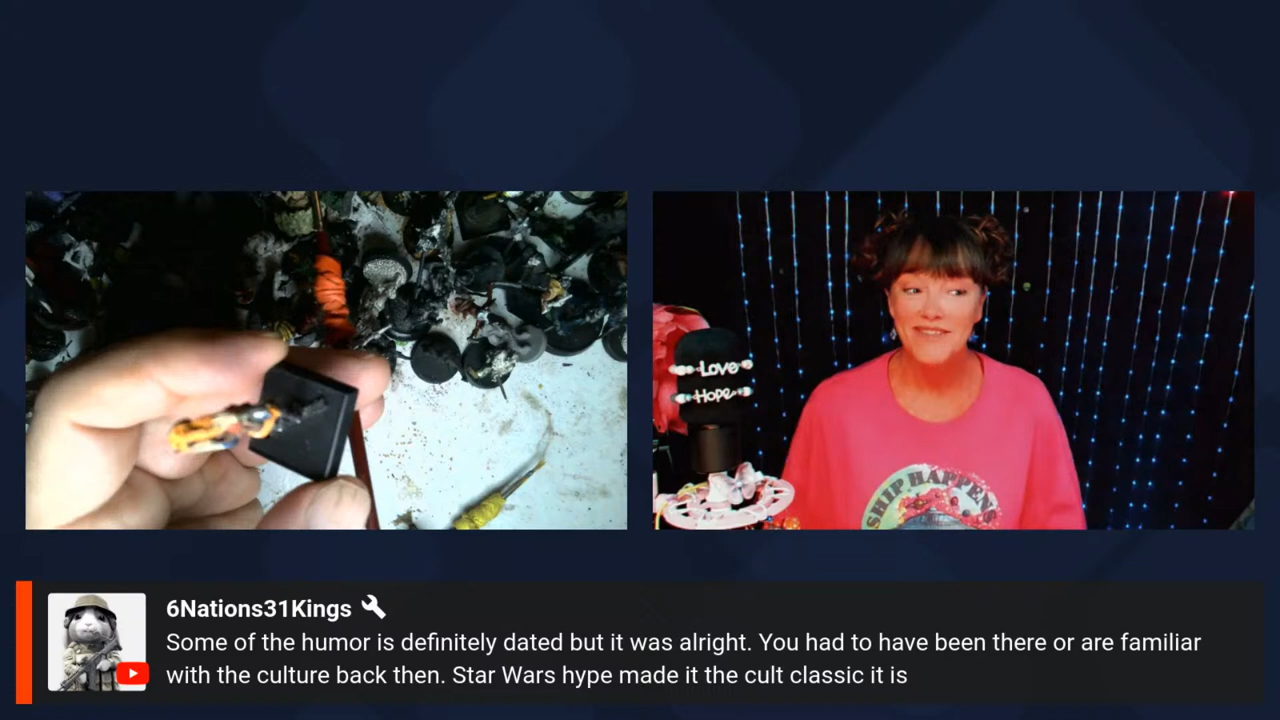 Love
Hope
SHIP HAPPENS
6Nations31Kings
Some of the humor is definitely dated but it was alright. You had to have been there or are familiar
with the culture back then. Star Wars hype made it the cult classic it is